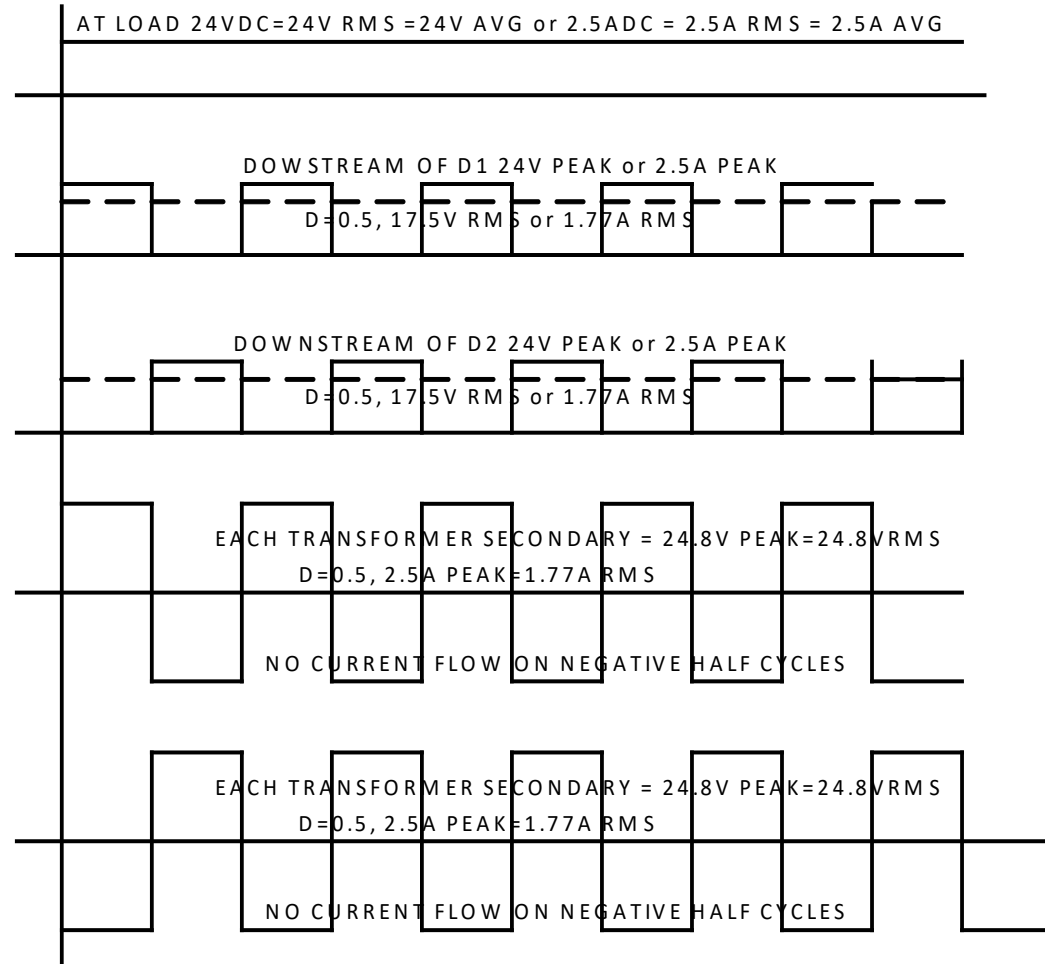 AT LOAD 24VDC=24V RMS =24V AVG or 2.5ADC = 2.5A RMS = 2.5A AVG
DOWSTREAM OF D1 24V PEAK or 2.5A PEAK
D=0.5, 17.5V RMS or 1.77A RMS
DOWNSTREAM OF D2 24V PEAK or 2.5A PEAK
D=0.5, 17.5V RMS or 1.77A RMS
EACH TRANSFORMER SECONDARY = 24.8V PEAK=24.8VRMS
D=0.5, 2.5A PEAK=1.77A RMS
NO CURRENT FLOW ON NEGATIVE HALF CYCLES
EACH TRANSFORMER SECONDARY = 24.8V PEAK=24.8VRMS
D=0.5, 2.5A PEAK=1.77A RMS
NO CURRENT FLOW ON NEGATIVE HALF CYCLES